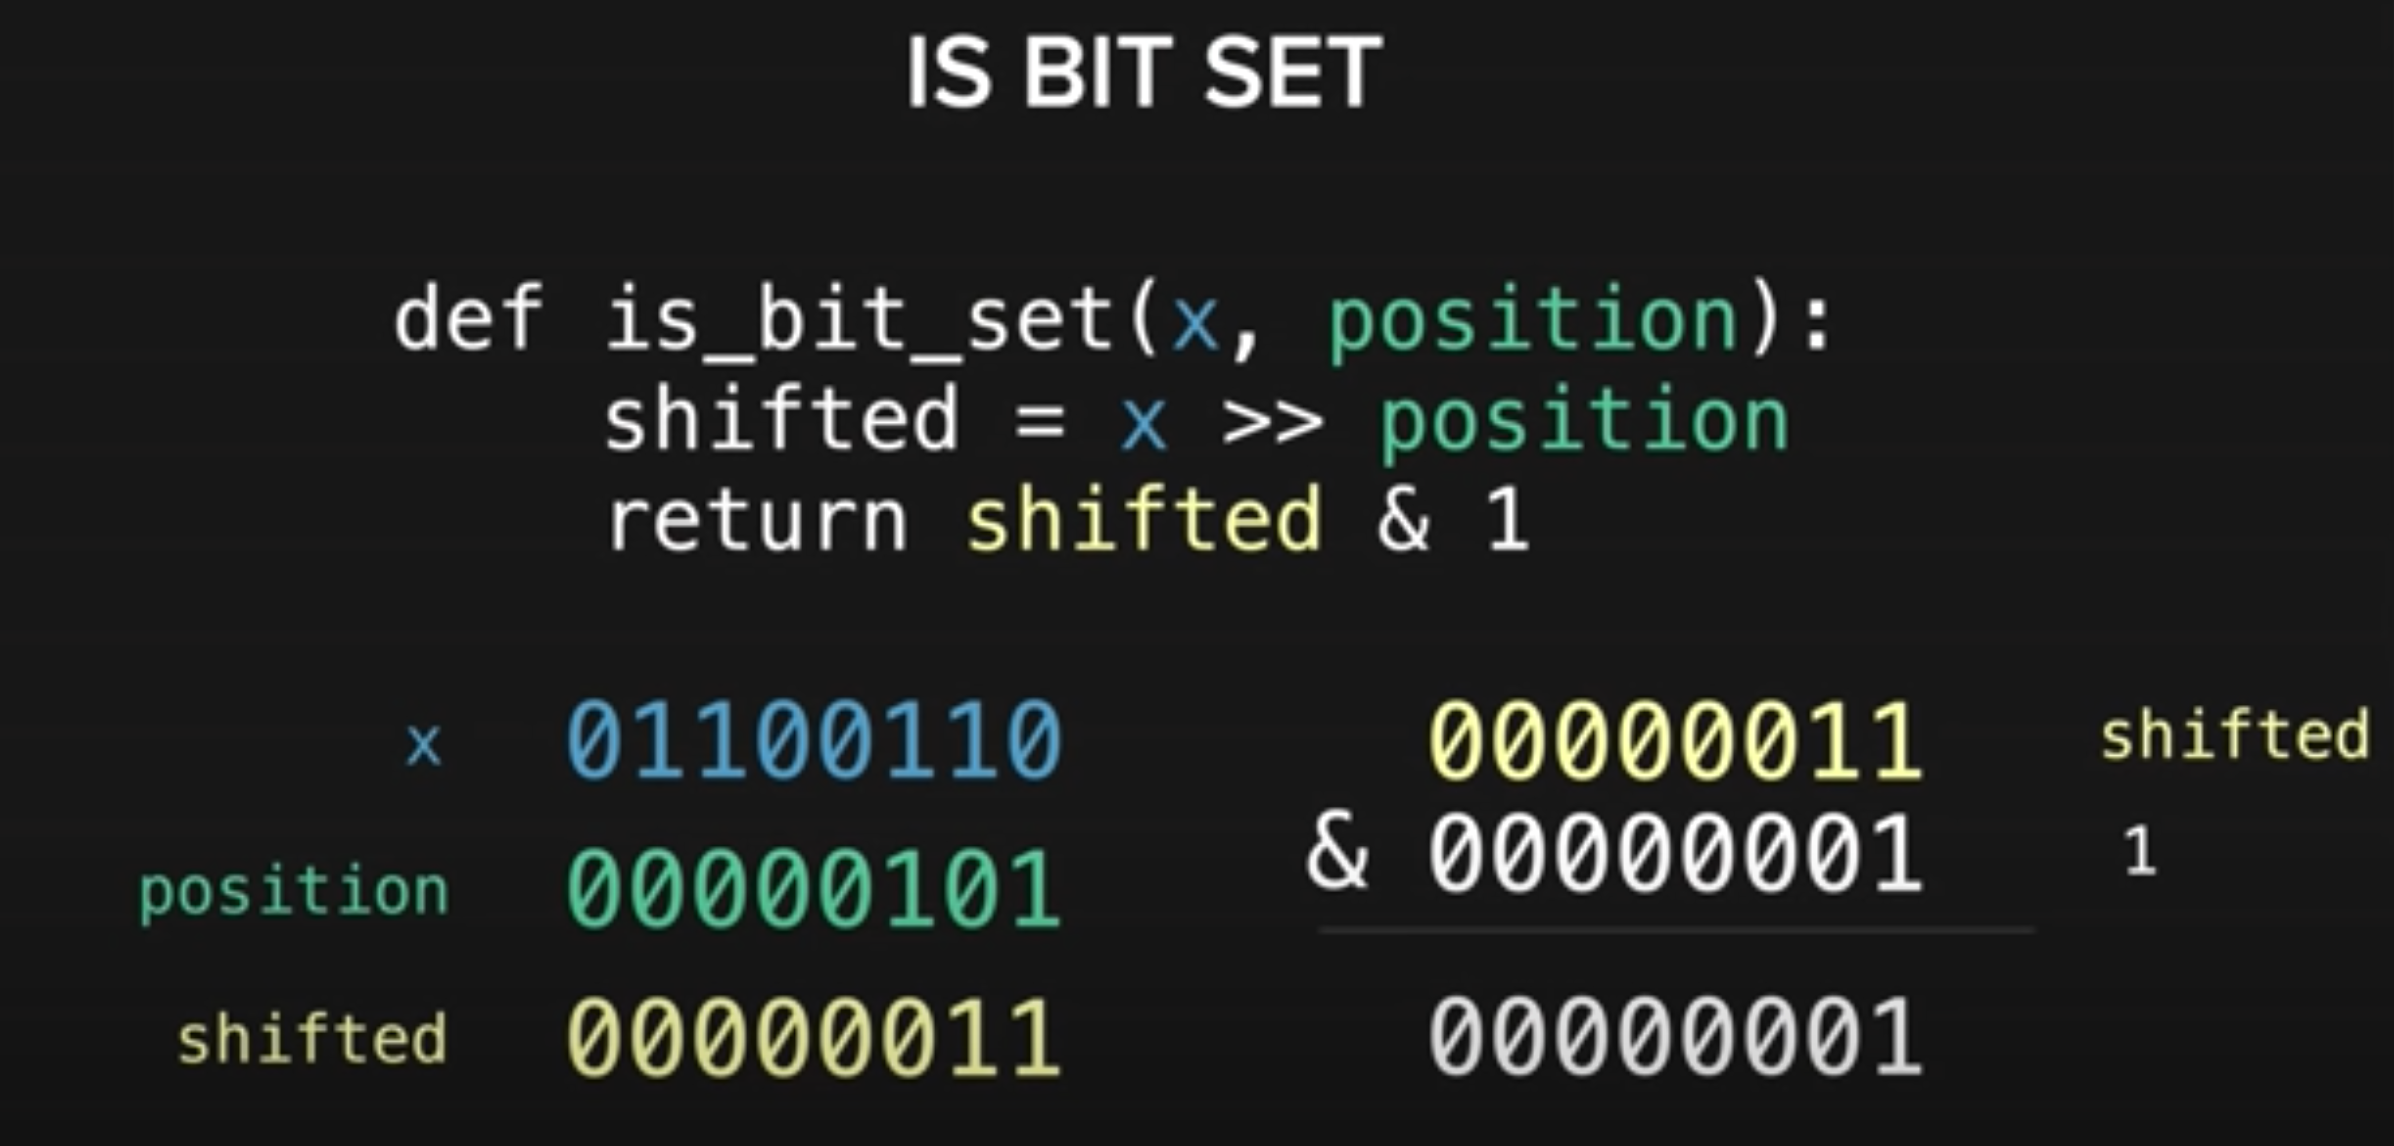 IS BIT SET
def is_bit_set(x, position):
    shifted = x >> position
    return shifted & 1
x 01100110
position 00000101
shifted 00000011
00000011 shifted
& 00000001 1
00000001